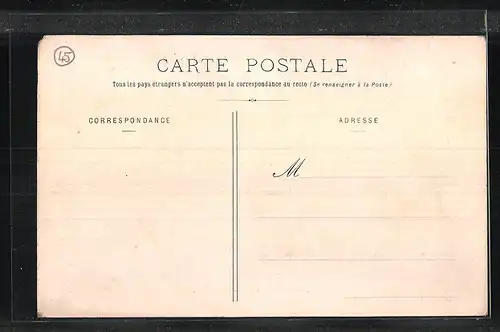 45
CARTE POSTALE
Tous les pays étrangers n'acceptent pas la correspondance au recto (Se renseigner à la Poste)
CORRESPONDANCE
ADRESSE
M